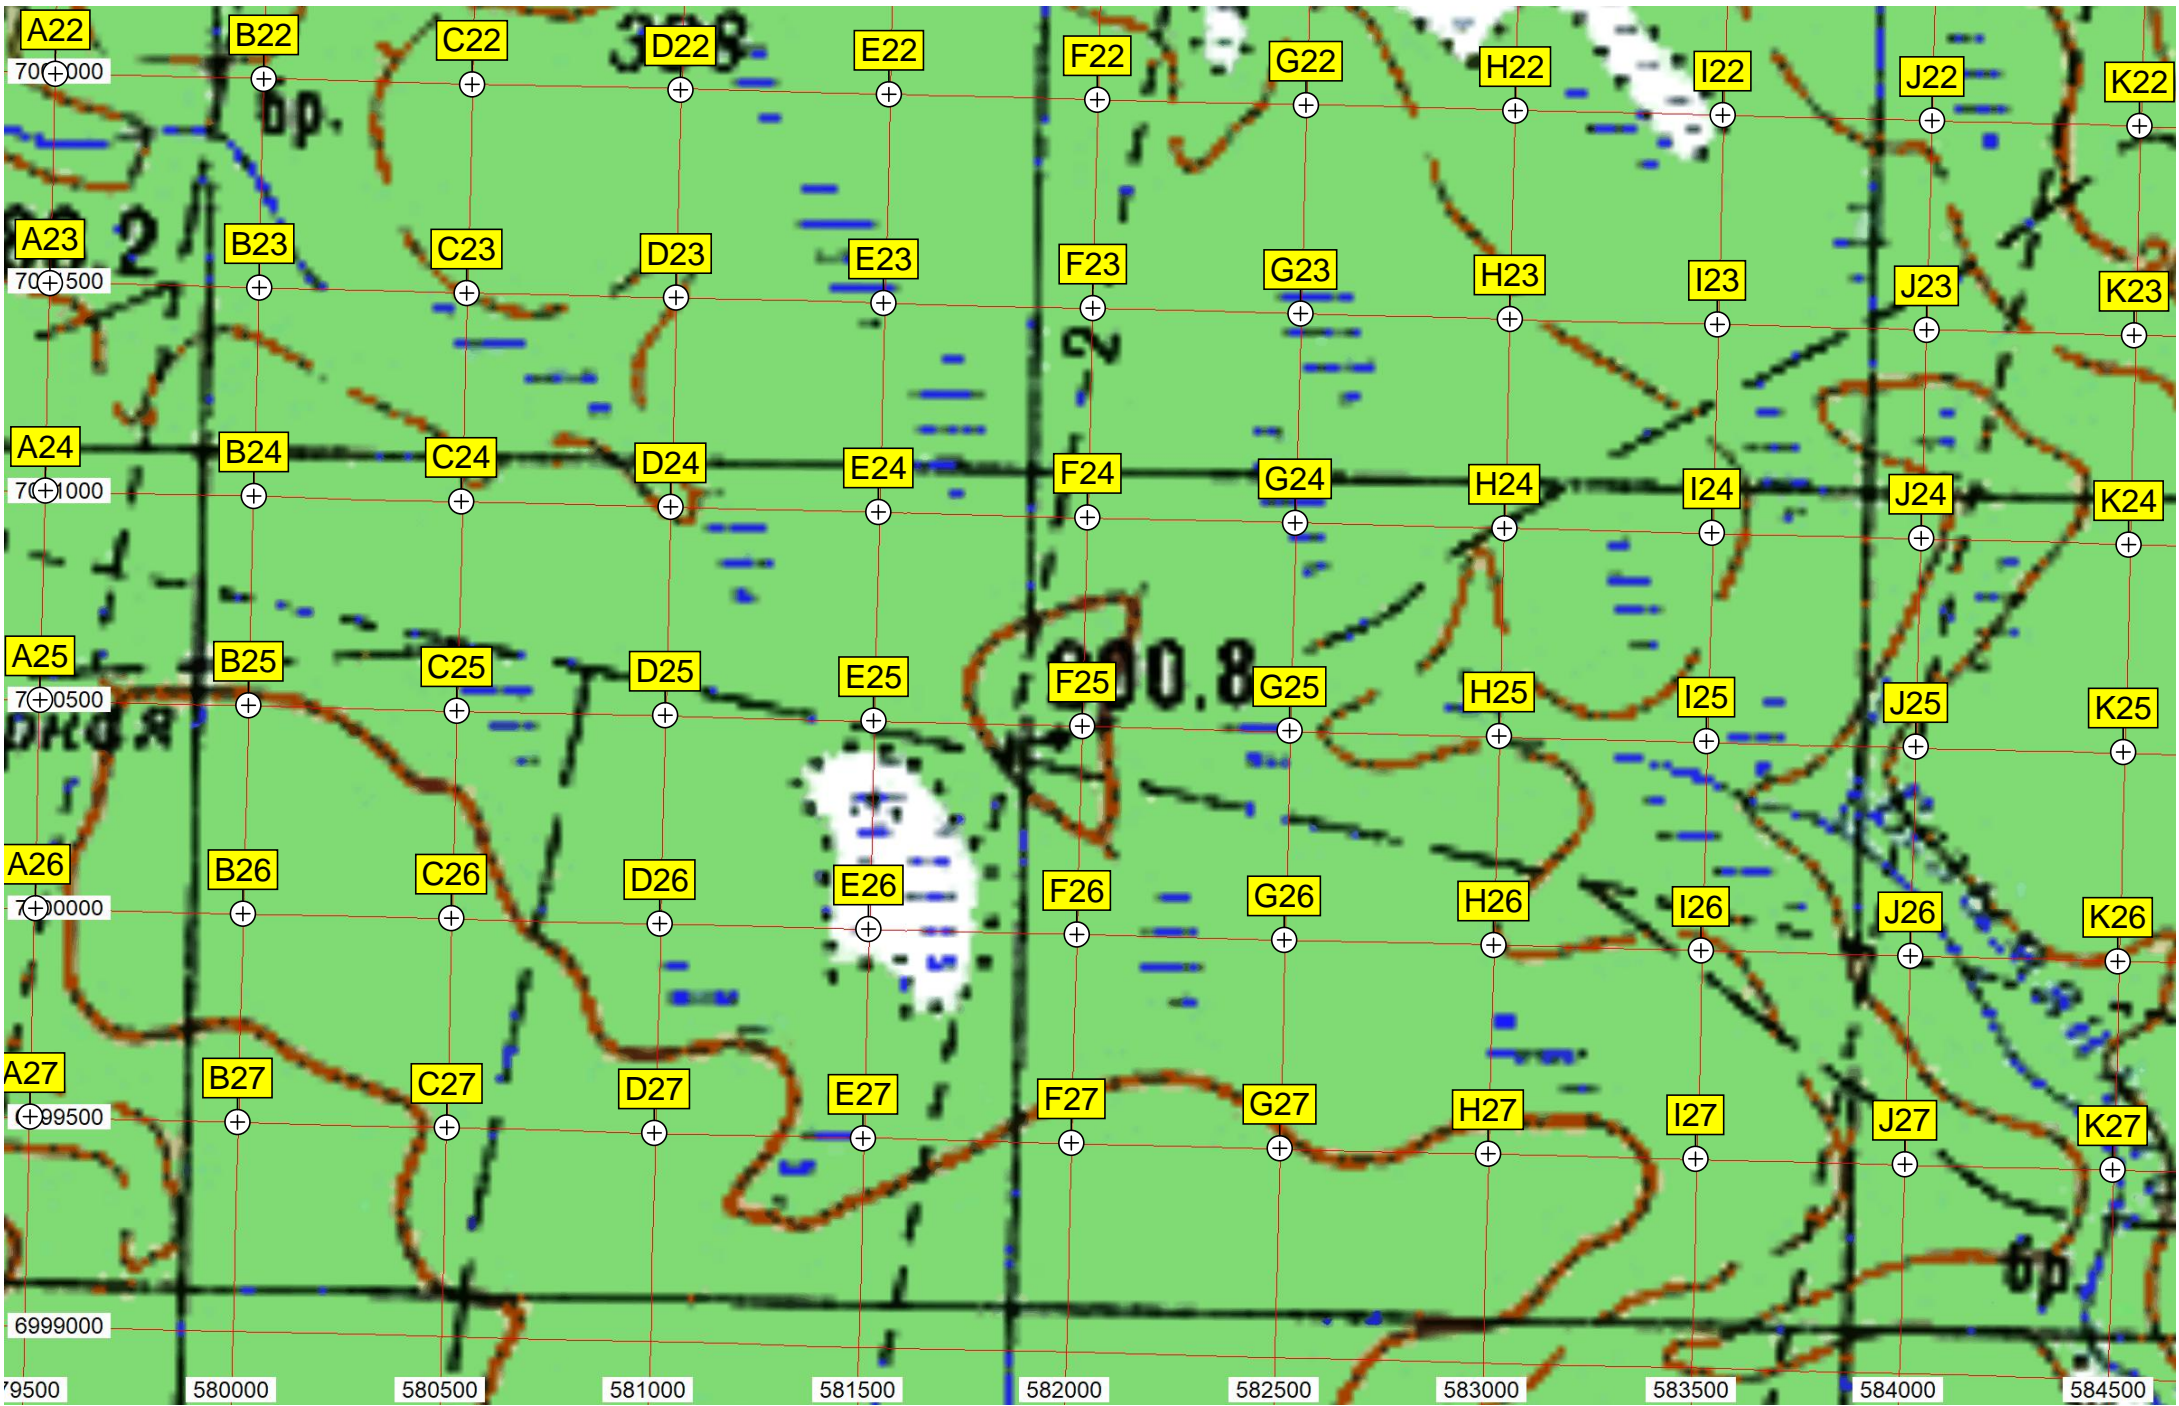 A22 B22 C22 D22 E22 F22 G22 H22 I22 J22 K22
бр.
A23 B23 C23 D23 E23 F23 G23 H23 I23 J23 K23
2
A24 B24 C24 D24 E24 F24 G24 H24 I24 J24 K24
A25 B25 C25 D25 E25 F25 G25 H25 I25 J25 K25
A26 B26 C26 D26 E26 F26 G26 H26 I26 J26 K26
A27 B27 C27 D27 E27 F27 G27 H27 I27 J27 K27
бр
6999000
79500 580000 580500 581000 581500 582000 582500 583000 583500 584000 584500